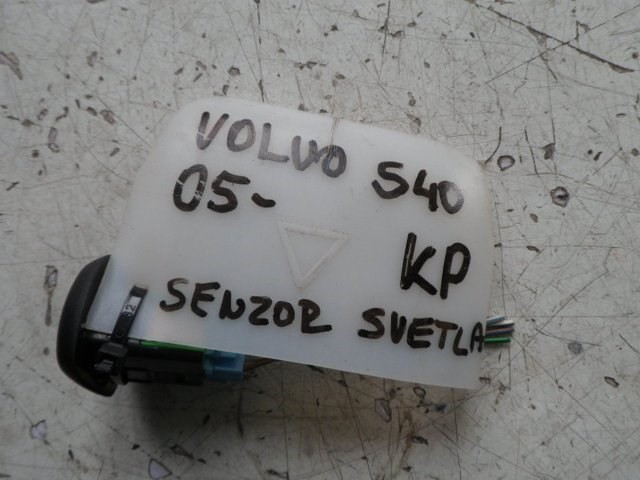 VOLVO S40
05-
KP
SENZOR SVETLA